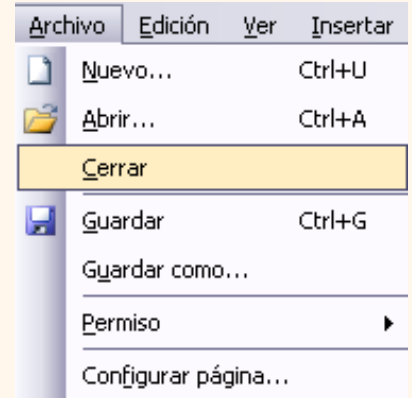 Archivo Edición Ver Insertar
Nuevo... Ctrl+U
Abrir... Ctrl+A
Cerrar
Guardar Ctrl+G
Guardar como...
Permiso
Configurar página...